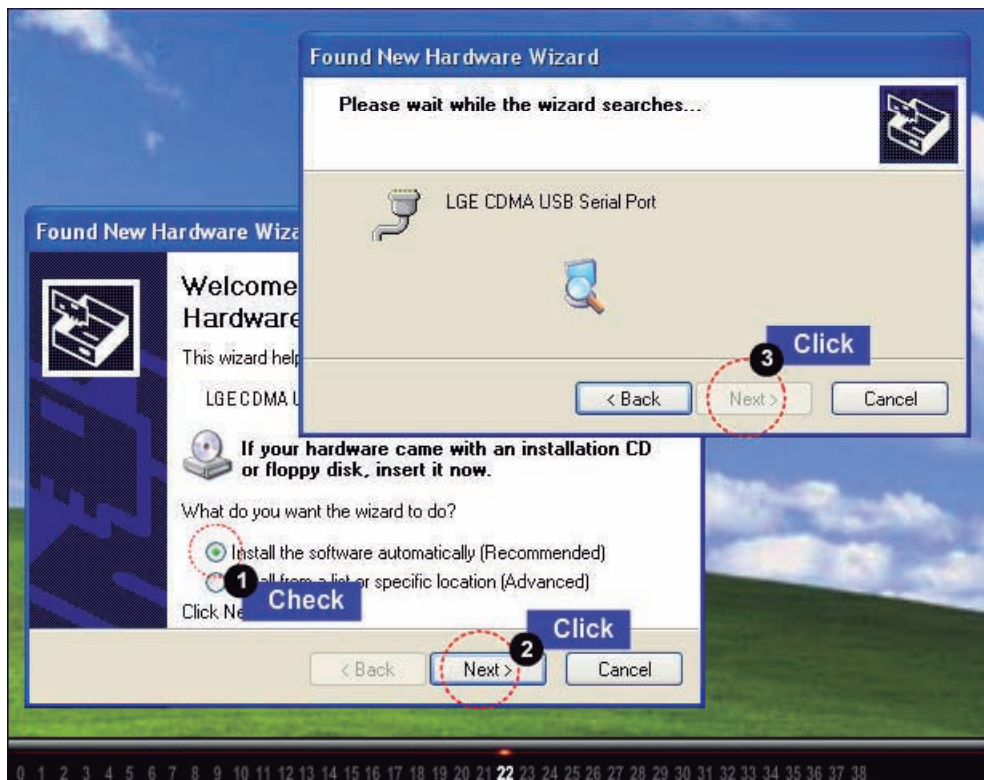 Found New Hardware Wizard
Please wait while the wizard searches...
LGE CDMA USB Serial Port
3
Click
< Back
Next >
Cancel
Found New Hardware
Welcome
Hardware
This wizard
LGE CDMA
If your hardware came with an installation CD
or floppy disk, insert it now.
What do you want the wizard to do?
Install the software automatically (Recommended)
1
from a list or specific location (Advanced)
Check
Click
2
Click
< Back
Next >
Cancel
0 1 2 3 4 5 6 7 8 9 10 11 12 13 14 15 16 17 18 19 20 21 22 23 24 25 26 27 28 29 30 31 32 33 34 35 36 37 38